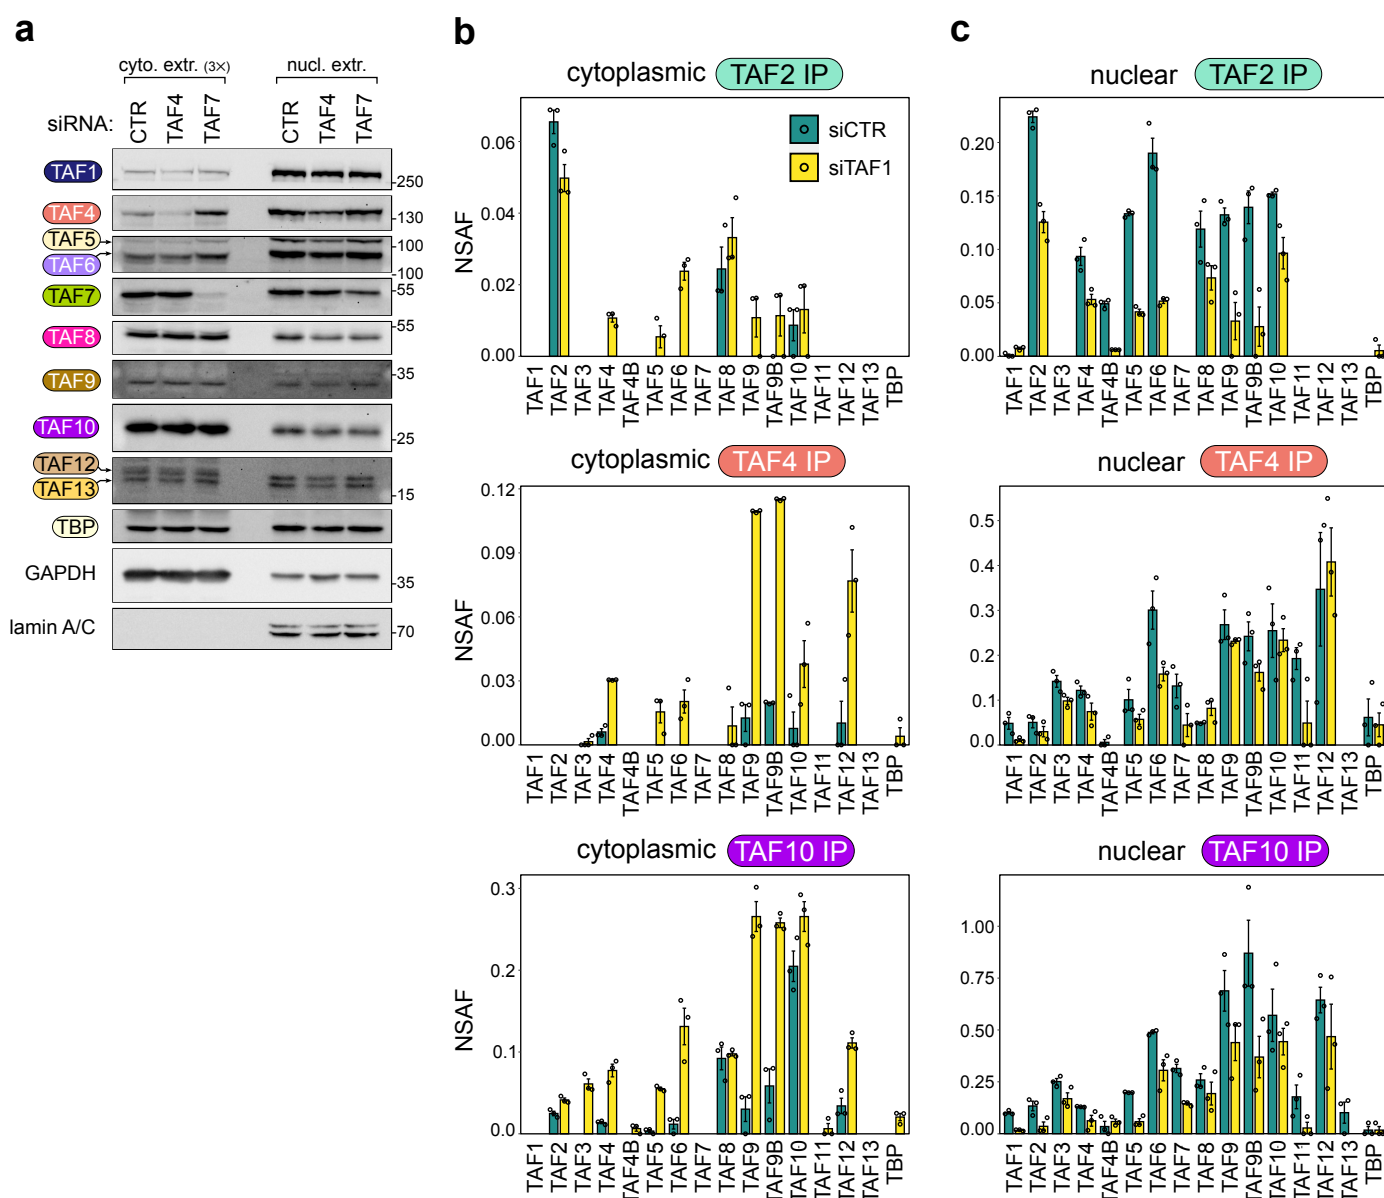 a
cyto. extr. (3×)
nucl. extr.
siRNA:
CTR
TAF4
TAF7
CTR
TAF4
TAF7
TAF1
250
TAF4
130
TAF5
100
TAF6
100
TAF7
55
TAF8
55
TAF9
35
TAF10
25
TAF12
TAF13
15
TBP
GAPDH
35
lamin A/C
70
b
cytoplasmic TAF2 IP
siCTR
siTAF1
NSAF
0.06
0.04
0.02
0.00
TAF1
TAF2
TAF3
TAF4
TAF4B
TAF5
TAF6
TAF7
TAF8
TAF9
TAF9B
TAF10
TAF11
TAF12
TAF13
TBP
cytoplasmic TAF4 IP
NSAF
0.12
0.09
0.06
0.03
0.00
TAF1
TAF2
TAF3
TAF4
TAF4B
TAF5
TAF6
TAF7
TAF8
TAF9
TAF9B
TAF10
TAF11
TAF12
TAF13
TBP
cytoplasmic TAF10 IP
NSAF
0.3
0.2
0.1
0.0
TAF1
TAF2
TAF3
TAF4
TAF4B
TAF5
TAF6
TAF7
TAF8
TAF9
TAF9B
TAF10
TAF11
TAF12
TAF13
TBP
c
nuclear TAF2 IP
0.20
0.15
0.10
0.05
0.00
TAF1
TAF2
TAF3
TAF4
TAF4B
TAF5
TAF6
TAF7
TAF8
TAF9
TAF9B
TAF10
TAF11
TAF12
TAF13
TBP
nuclear TAF4 IP
0.5
0.4
0.3
0.2
0.1
0.0
TAF1
TAF2
TAF3
TAF4
TAF4B
TAF5
TAF6
TAF7
TAF8
TAF9
TAF9B
TAF10
TAF11
TAF12
TAF13
TBP
nuclear TAF10 IP
1.00
0.75
0.50
0.25
0.00
TAF1
TAF2
TAF3
TAF4
TAF4B
TAF5
TAF6
TAF7
TAF8
TAF9
TAF9B
TAF10
TAF11
TAF12
TAF13
TBP